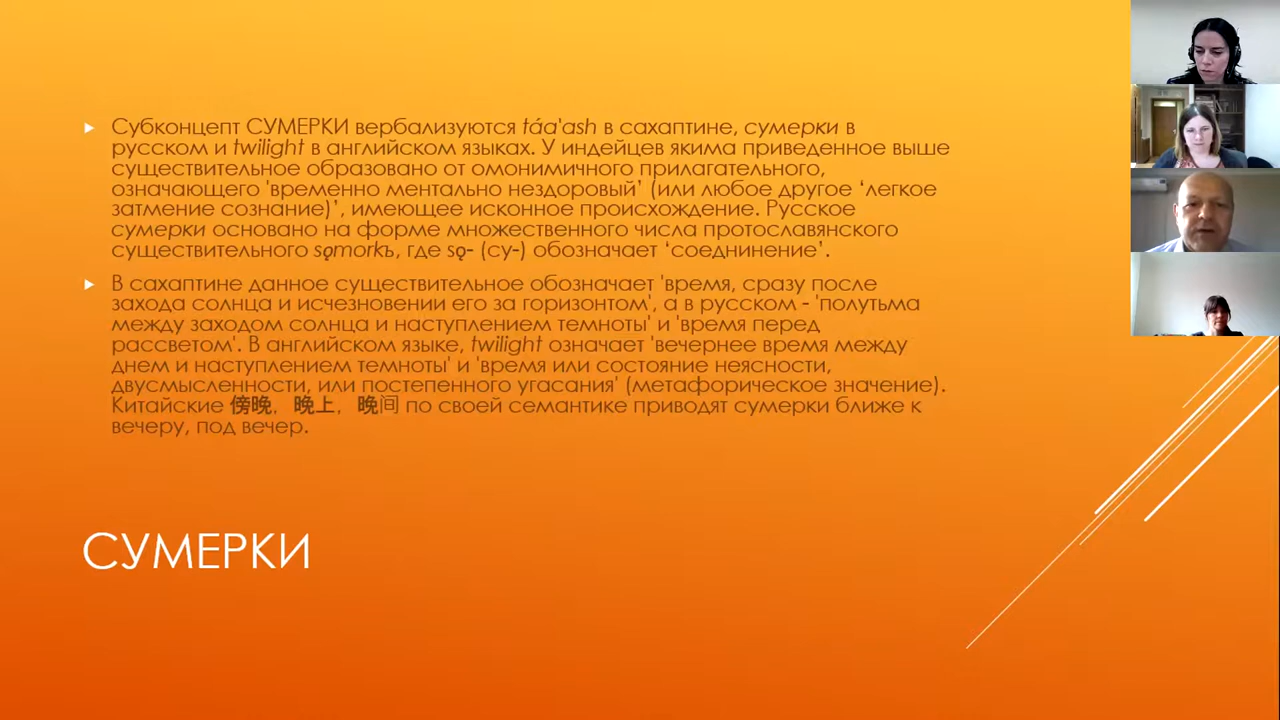 Субконцепт СУМЕРКИ вербализуются táa'ash в сахаптине, сумерки в
русском и twilight в английском языках. У индейцев якима приведенное выше
существительное образовано от омонимичного прилагательного,
означающего 'временно ментально нездоровый’ (или любое другое ‘легкое
затмение сознание)’, имеющее исконное происхождение. Русское
сумерки основано на форме множественного числа протославянского
существительного sǫmorkъ, где sǫ- (су-) обозначает ‘соеднинение’.
В сахаптине данное существительное обозначает 'время, сразу после
захода солнца и исчезновении его за горизонтом', а в русском - 'полутьма
между заходом солнца и наступлением темноты' и 'время перед
рассветом'. В английском языке, twilight означает 'вечернее время между
днем и наступлением темноты' и 'время или состояние неясности,
двусмысленности, или постепенного угасания' (метафорическое значение).
Китайские 傍晚，晚上，晚间 по своей семантике приводят сумерки ближе к
вечеру, под вечер.
СУМЕРКИ